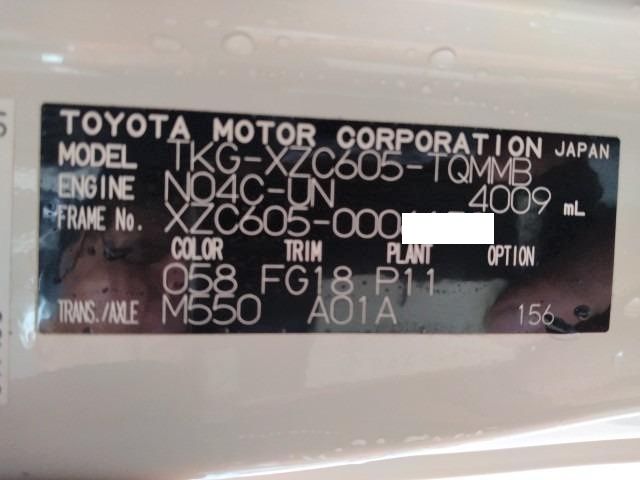 TOYOTA MOTOR CORPORATION JAPAN
MODEL TKG-XZC605-TQMMB
ENGINE N04C-UN 4009 mL
FRAME No. XZC605-000
COLOR TRIM PLANT OPTION
058 FG18 P11
TRANS./AXLE M550 A01A 156